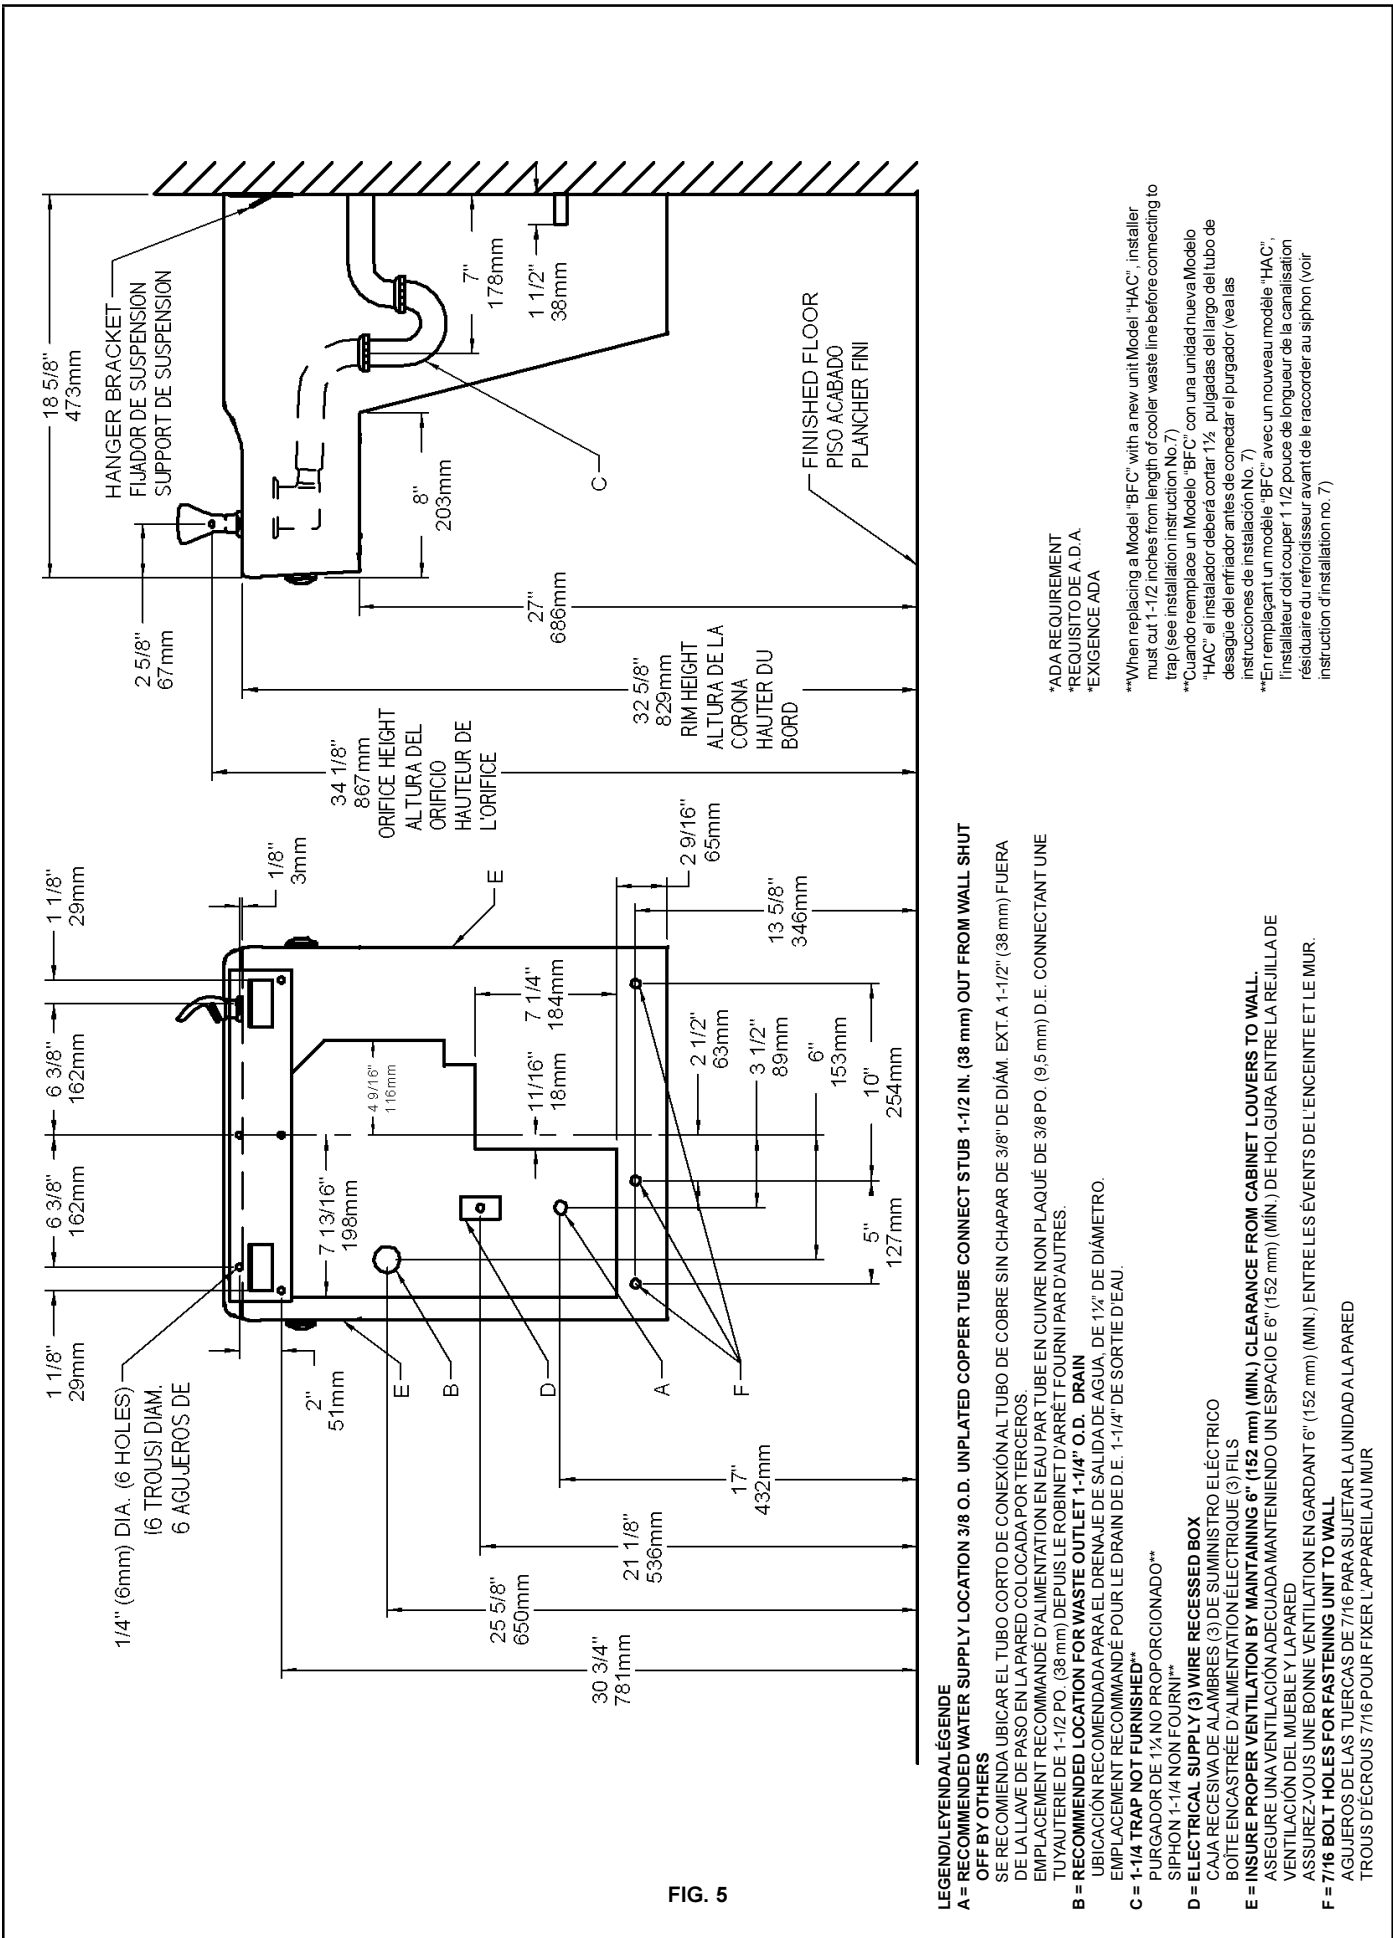 1 1/8"
29mm
6 3/8"
162mm
6 3/8"
162mm
1 1/8"
29mm
1/8"
3mm
1/4" (6mm) DIA. (6 HOLES)
(6 TROUS) DIAM.
6 AGUJEROS DE
2"
51mm
7 13/16"
198mm
4 9/16"
116mm
11/16"
18mm
7 1/4"
184mm
2 9/16"
65mm
13 5/8"
346mm
2 1/2"
63mm
3 1/2"
89mm
6"
153mm
10"
254mm
5"
127mm
E
B
D
A
F
E
17"
432mm
21 1/8"
536mm
25 5/8"
650mm
30 3/4"
781mm
18 5/8"
473mm
HANGER BRACKET
FIJADOR DE SUSPENSION
SUPPORT DE SUSPENSION
2 5/8"
67mm
7"
178mm
1 1/2"
38mm
8"
203mm
C
27"
686mm
32 5/8"
829mm
RIM HEIGHT
ALTURA DE LA
CORONA
HAUTER DU
BORD
34 1/8"
867mm
ORIFICE HEIGHT
ALTURA DEL
ORIFICIO
HAUTEUR DE
L'ORIFICE
FINISHED FLOOR
PISO ACABADO
PLANCHER FINI
*ADA REQUIREMENT
*REQUISITO DE A.D.A.
*EXIGENCE ADA
**When replacing a Model "BFC" with a new unit Model "HAC", installer
must cut 1-1/2 inches from length of cooler waste line before connecting to
trap (see installation instruction No.7)
**Cuando reemplace un Modelo "BFC" con una unidad nueva Modelo
"HAC" el instalador deberá cortar 1½ pulgadas del largo del tubo de
desagüe del enfriador antes de conectar el purgador (vea las
instrucciones de instalación No. 7)
**En remplaçant un modèle "BFC" avec un nouveau modèle "HAC",
l'installateur doit couper 1 1/2 pouce de longueur de la canalisation
résiduaire du refroidisseur avant de le raccorder au siphon (voir
instruction d'installation no. 7)
LEGEND/LEYENDA/LÉGENDE
A = RECOMMENDED WATER SUPPLY LOCATION 3/8 O.D. UNPLATED COPPER TUBE CONNECT STUB 1-1/2 IN. (38 mm) OUT FROM WALL SHUT
OFF BY OTHERS
SE RECOMIENDA UBICAR EL TUBO CORTO DE CONEXIÓN AL TUBO DE COBRE SIN CHAPAR DE 3/8" DE DIÁM. EXT. A 1-1/2" (38 mm) FUERA
DE LA LLAVE DE PASO EN LA PARED COLOCADA POR TERCEROS.
EMPLACEMENT RECOMMANDÉ D'ALIMENTATION EN EAU PAR TUBE EN CUIVRE NON PLAQUÉ DE 3/8 PO. (9,5 mm) D.E. CONNECTANT UNE
TUYAUTERIE DE 1-1/2 PO. (38 mm) DEPUIS LE ROBINET D'ARRÊT FOURNI PAR D'AUTRES.
B = RECOMMENDED LOCATION FOR WASTE OUTLET 1-1/4" O.D. DRAIN
UBICACIÓN RECOMENDADA PARA EL DRENAJE DE SALIDA DE AGUA, DE 1¼" DE DIÁMETRO.
EMPLACEMENT RECOMMANDÉ POUR LE DRAIN DE D.E. 1-1/4" DE SORTIE D'EAU.
C = 1-1/4 TRAP NOT FURNISHED**
PURGADOR DE 1¼ NO PROPORCIONADO**
SIPHON 1-1/4 NON FOURNI**
D = ELECTRICAL SUPPLY (3) WIRE RECESSED BOX
CAJA RECESIVA DE ALAMBRES (3) DE SUMINISTRO ELÉCTRICO
BOÎTE ENCASTRÉE D'ALIMENTATION ÉLECTRIQUE (3) FILS
E = INSURE PROPER VENTILATION BY MAINTAINING 6" (152 mm) (MIN.) CLEARANCE FROM CABINET LOUVERS TO WALL.
ASEGURE UNA VENTILACIÓN ADECUADA MANTENIENDO UN ESPACIO E 6" (152 mm) (MÍN.) DE HOLGURA ENTRE LA REJILLA DE
VENTILACIÓN DEL MUEBLE Y LA PARED
ASSUREZ-VOUS UNE BONNE VENTILATION EN GARDANT 6" (152 mm) (MIN.) ENTRE LES ÉVENTS DE L'ENCEINTE ET LE MUR.
F = 7/16 BOLT HOLES FOR FASTENING UNIT TO WALL
AGUJEROS DE LAS TUERCAS DE 7/16 PARA SUJETAR LA UNIDAD A LA PARED
TROUS D'ÉCROUS 7/16 POUR FIXER L'APPAREIL AU MUR
FIG. 5